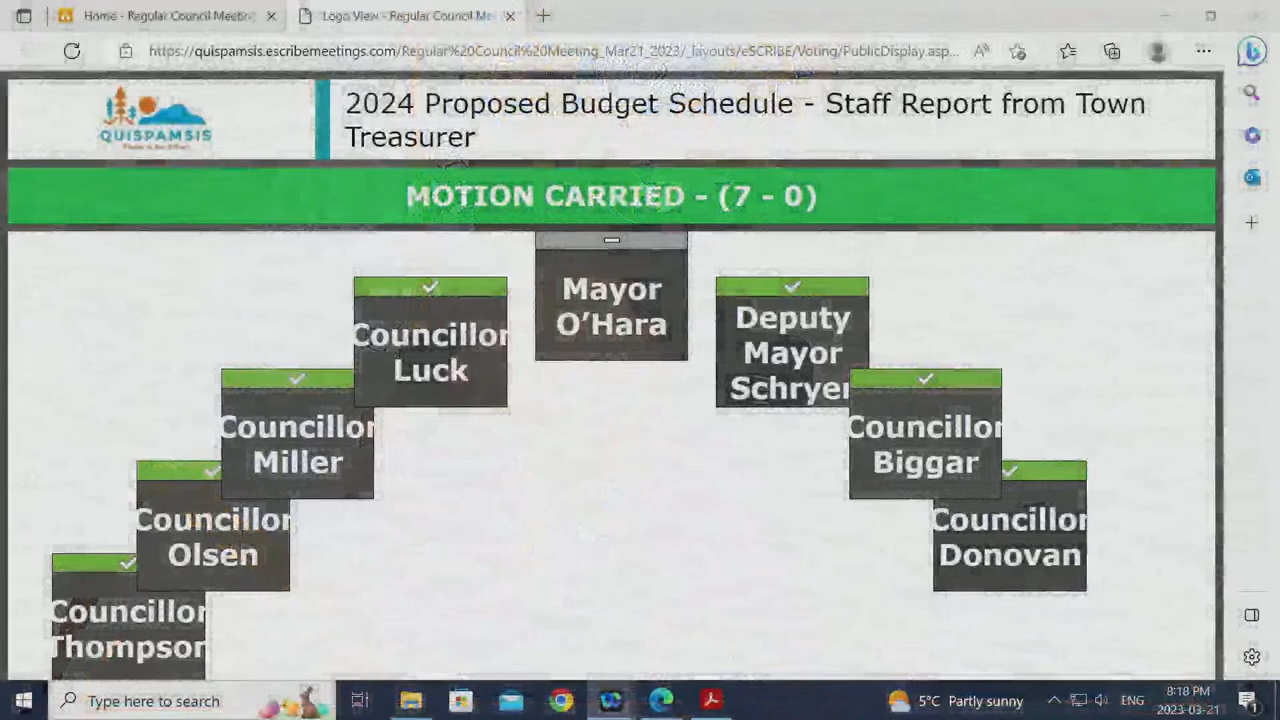 Home - Regular Council Meeting
Logo View - Regular Council Me
https://quispamsis.escribemeetings.com/Regular%20Council%20Meeting_Mar21_2023/_layouts/eSCRIBE/Voting/PublicDisplay.asp...
QUISPAMSIS
2024 Proposed Budget Schedule - Staff Report from Town
Treasurer
MOTION CARRIED - (7 - 0)
Mayor
O'Hara
Councillor
Luck
Deputy
Mayor
Schryer
Councillor
Miller
Councillor
Biggar
Councillor
Olsen
Councillor
Donovan
Councillor
Thompson
Type here to search
5°C Partly sunny
ENG
8:18 PM
2023-03-21
1